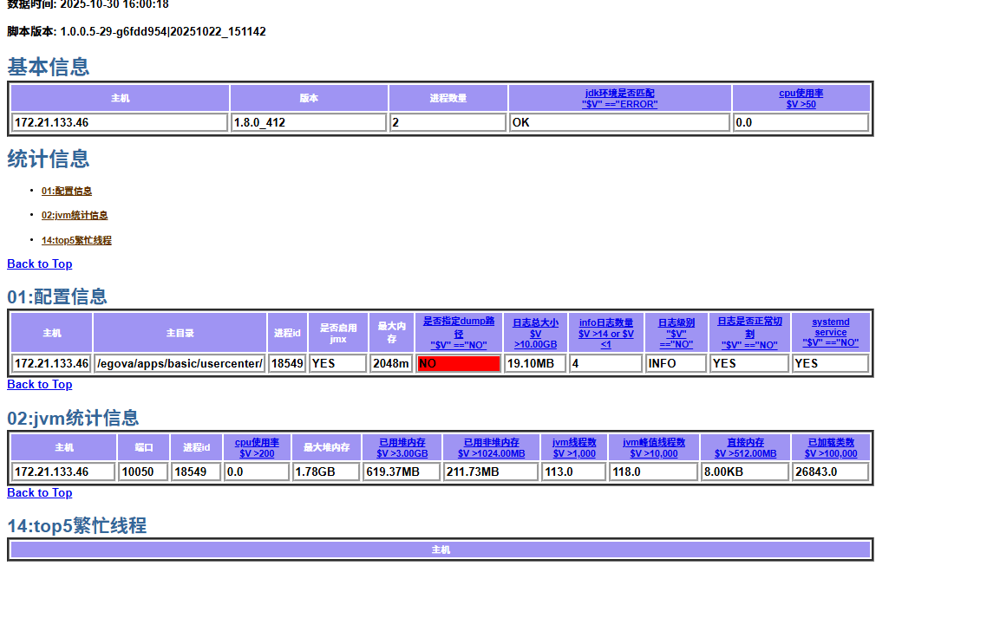 数据时间: 2025-10-30 16:00:18
脚本版本: 1.0.0.5-29-g6fdd954|20251022_151142
基本信息
主机 版本 进程数量 jdk环境是否匹配 "$V" =="ERROR" cpu使用率 $V >50
172.21.133.46 1.8.0_412 2 OK 0.0
统计信息
• 01:配置信息
• 02:jvm统计信息
• 14:top5繁忙线程
Back to Top
01:配置信息
主机 主目录 进程id 是否启用jmx 最大内存 是否指定dump路径 "$V" =="NO" 日志总大小 $V >10.00GB info日志数量 $V >14 or $V <1 日志级别 "$V" =="NO" 日志是否正常切割 "$V" =="NO" systemd service "$V" =="NO"
172.21.133.46 /egova/apps/basic/usercenter/ 18549 YES 2048m NO 19.10MB 4 INFO YES YES
Back to Top
02:jvm统计信息
主机 端口 进程id cpu使用率 $V >200 最大堆内存 已用堆内存 $V >3.00GB 已用非堆内存 $V >1024.00MB jvm线程数 $V >1,000 jvm峰值线程数 $V >10,000 直接内存 $V >512.00MB 已加载类数 $V >100,000
172.21.133.46 10050 18549 0.0 1.78GB 619.37MB 211.73MB 113.0 118.0 8.00KB 26843.0
Back to Top
14:top5繁忙线程
主机